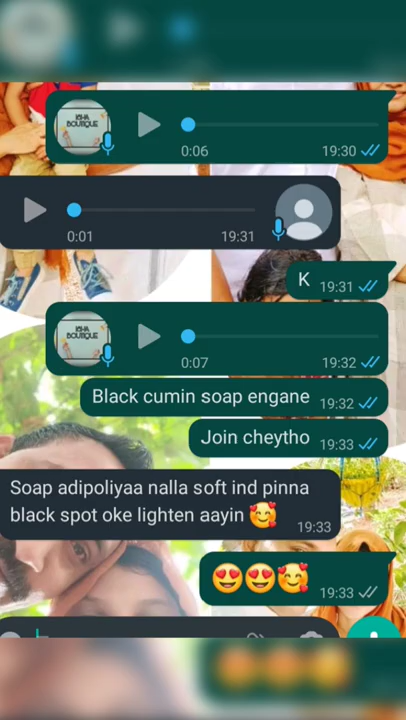 IBHA
BOUTIQUE
0:06 19:30
0:01 19:31
K 19:31
IBHA
BOUTIQUE
0:07 19:32
Black cumin soap engane 19:32
Join cheytho 19:33
Soap adipoliyaa nalla soft ind pinna
black spot oke lighten aayin 🥰 19:33
😍😍🥰 19:33